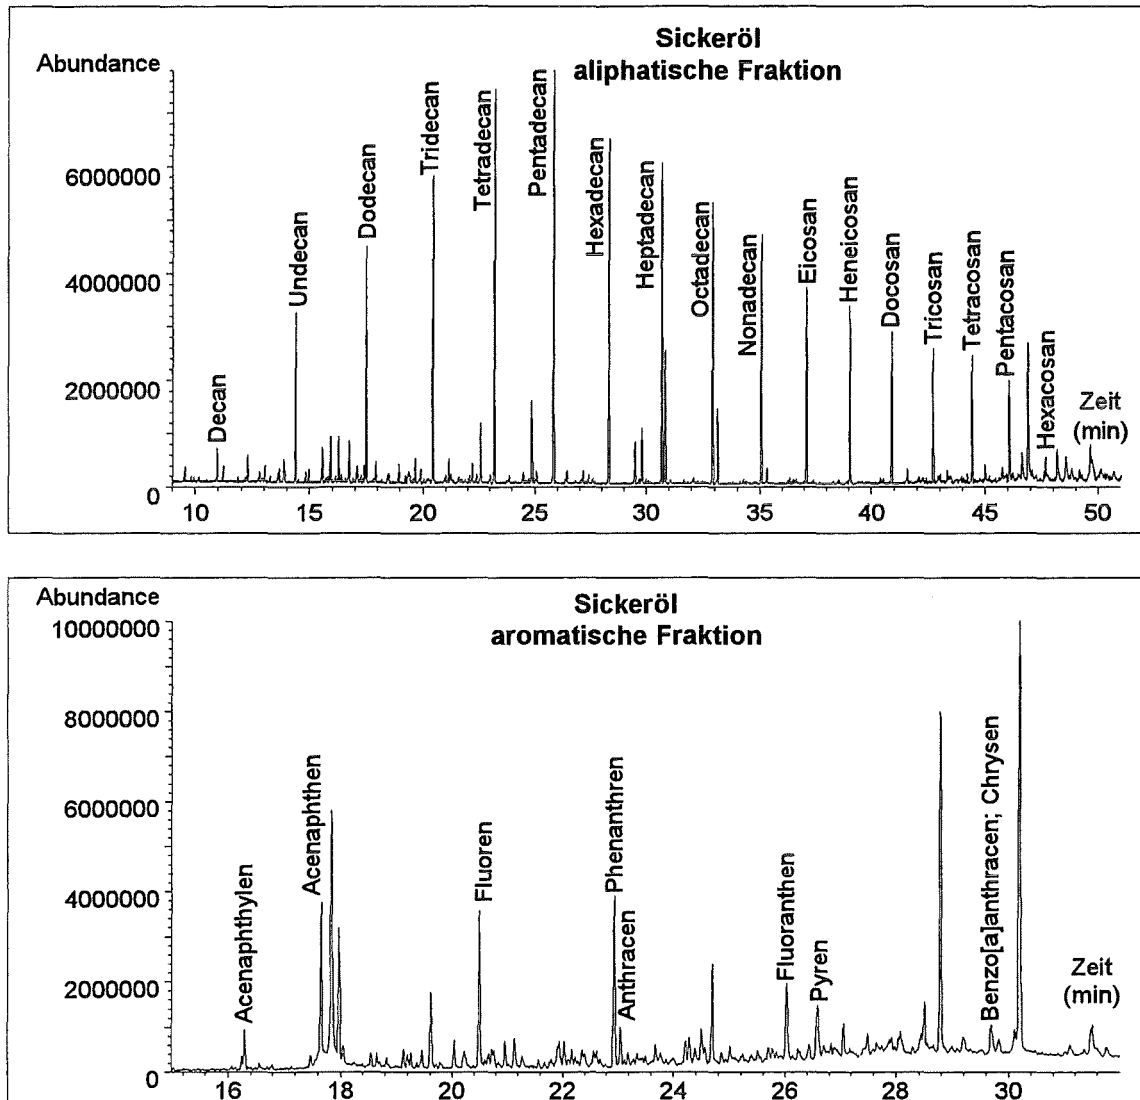 Sickeröl
aliphatische Fraktion
Abundance
6000000
4000000
2000000
0
Decan
Undecan
Dodecan
Tridecan
Tetradecan
Pentadecan
Hexadecan
Heptadecan
Octadecan
Nonadecan
Eicosan
Heneicosan
Docosan
Tricosan
Tetracosan
Pentacosan
Hexacosan
Zeit
(min)
10 15 20 25 30 35 40 45 50
Sickeröl
aromatische Fraktion
Abundance
10000000
8000000
6000000
4000000
2000000
0
Acenaphthylen
Acenaphthen
Fluoren
Phenanthren
Anthracen
Fluoranthen
Pyren
Benzo[a]anthracen; Chrysen
Zeit
(min)
16 18 20 22 24 26 28 30